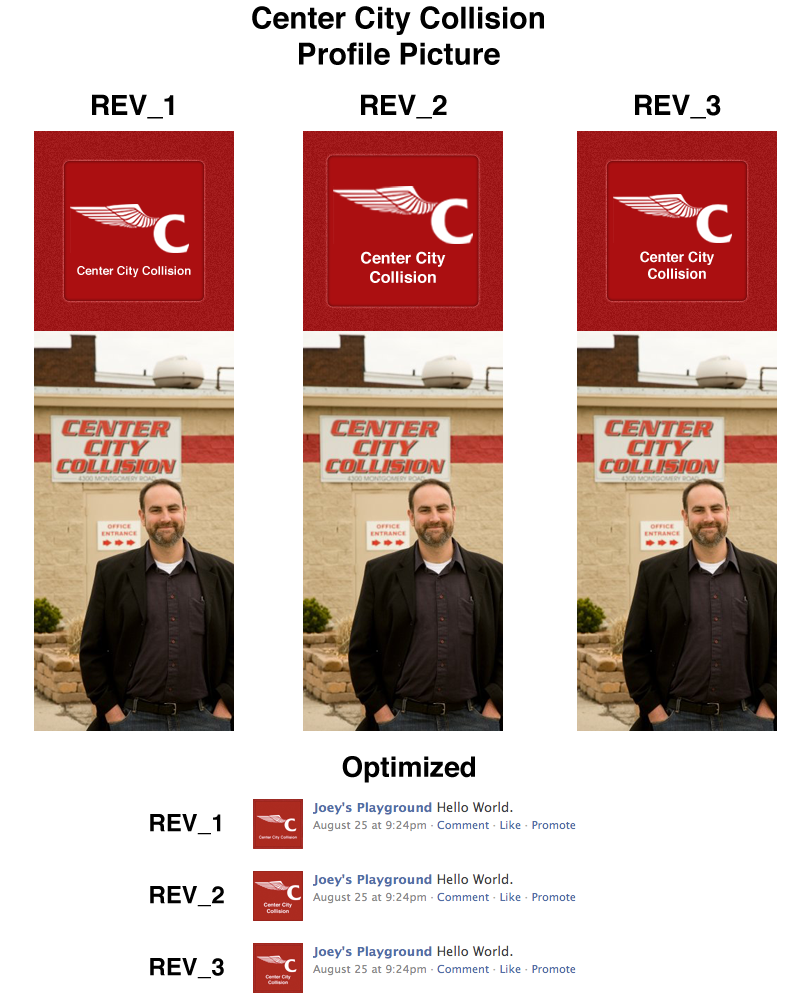 Center City Collision
Profile Picture
REV_1
REV_2
REV_3
C
Center City Collision
C
Center City
Collision
C
Center City
Collision
CENTER
CITY
COLLISION
4300 MONTGOMERY ROAD
OFFICE
ENTRANCE
CENTER
CITY
COLLISION
4300 MONTGOMERY ROAD
OFFICE
ENTRANCE
CENTER
CITY
COLLISION
4300 MONTGOMERY ROAD
OFFICE
ENTRANCE
Optimized
REV_1
C
Center City Collision
Joey's Playground Hello World.
August 25 at 9:24pm · Comment · Like · Promote
REV_2
C
Center City
Collision
Joey's Playground Hello World.
August 25 at 9:24pm · Comment · Like · Promote
REV_3
C
Center City
Collision
Joey's Playground Hello World.
August 25 at 9:24pm · Comment · Like · Promote